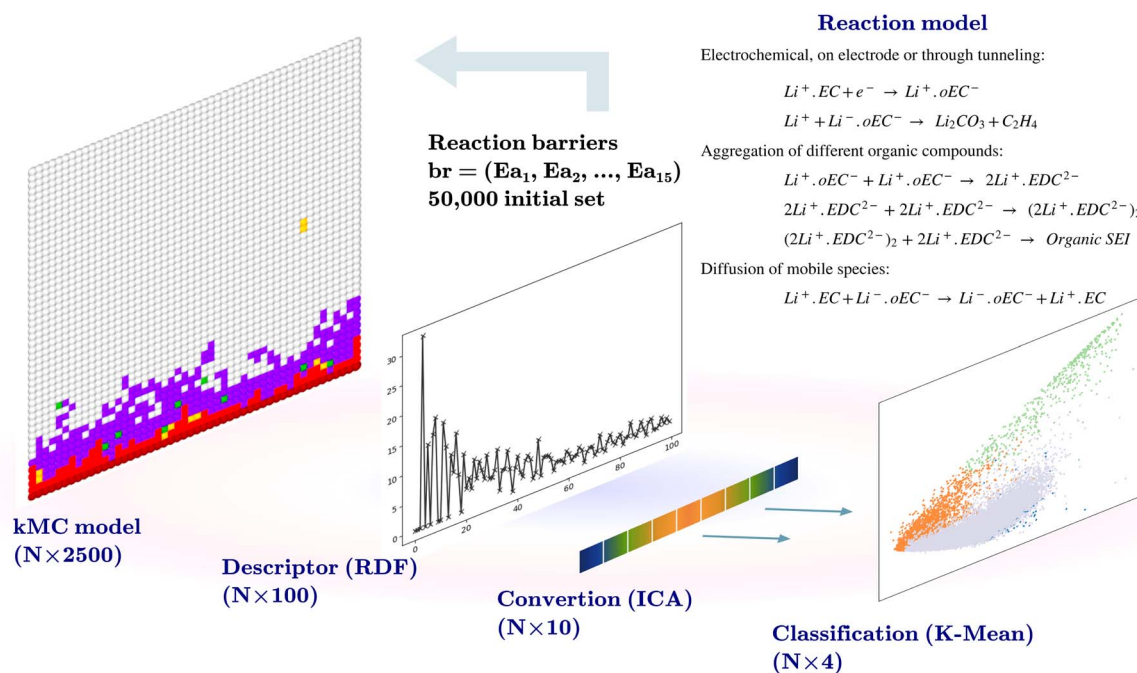 Reaction model
Electrochemical, on electrode or through tunneling:
Li⁺.EC + e⁻ → Li⁺.oEC⁻
Li⁺ + Li⁻.oEC⁻ → Li₂CO₃ + C₂H₄
Aggregation of different organic compounds:
Li⁺.oEC⁻ + Li⁺.oEC⁻ → 2Li⁺.EDC²⁻
2Li⁺.EDC²⁻ + 2Li⁺.EDC²⁻ → (2Li⁺.EDC²⁻)₂
(2Li⁺.EDC²⁻)₂ + 2Li⁺.EDC²⁻ → Organic SEI
Diffusion of mobile species:
Li⁺.EC + Li⁻.oEC⁻ → Li⁻.oEC⁻ + Li⁺.EC
Reaction barriers
br = (Ea₁, Ea₂, ..., Ea₁₅)
50,000 initial set
30
25
20
15
10
5
0
0
20
40
60
80
100
kMC model
(N×2500)
Descriptor (RDF)
(N×100)
Convertion (ICA)
(N×10)
Classification (K-Mean)
(N×4)